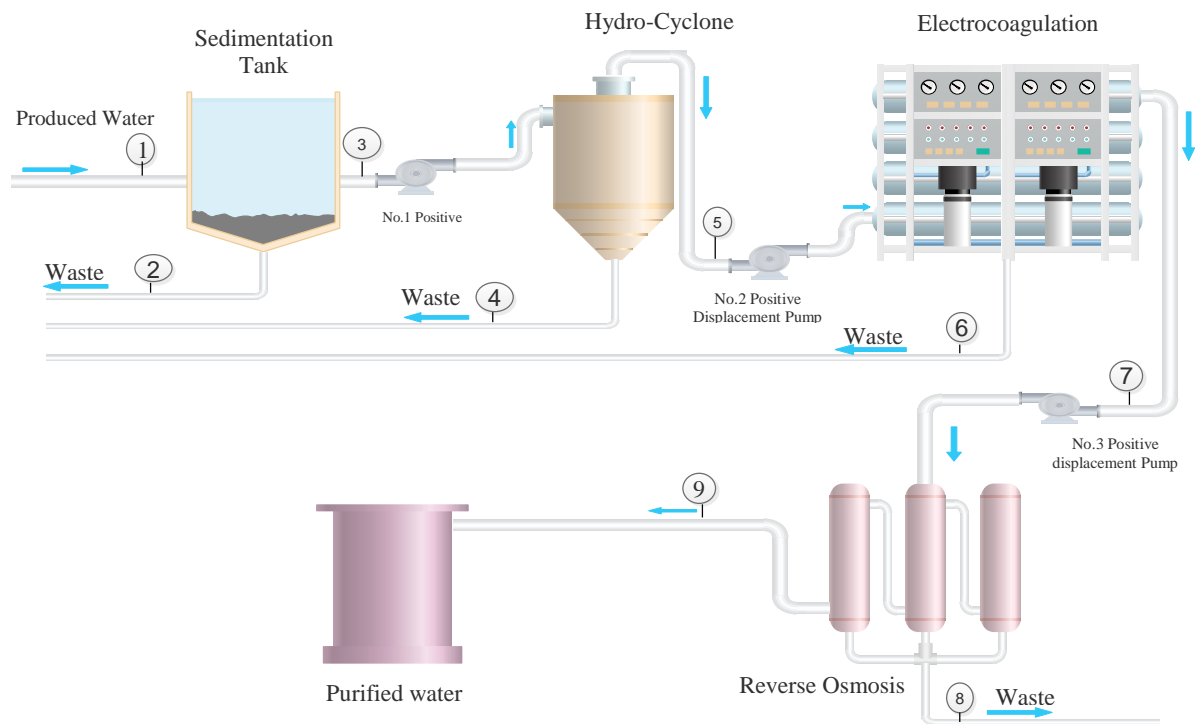 Sedimentation
Tank
Hydro-Cyclone
Electrocoagulation
Produced Water
1
3
No.1 Positive
5
Waste
2
Waste
4
No.2 Positive
Displacement Pump
Waste
6
7
No.3 Positive
displacement Pump
9
Purified water
Reverse Osmosis
8
Waste